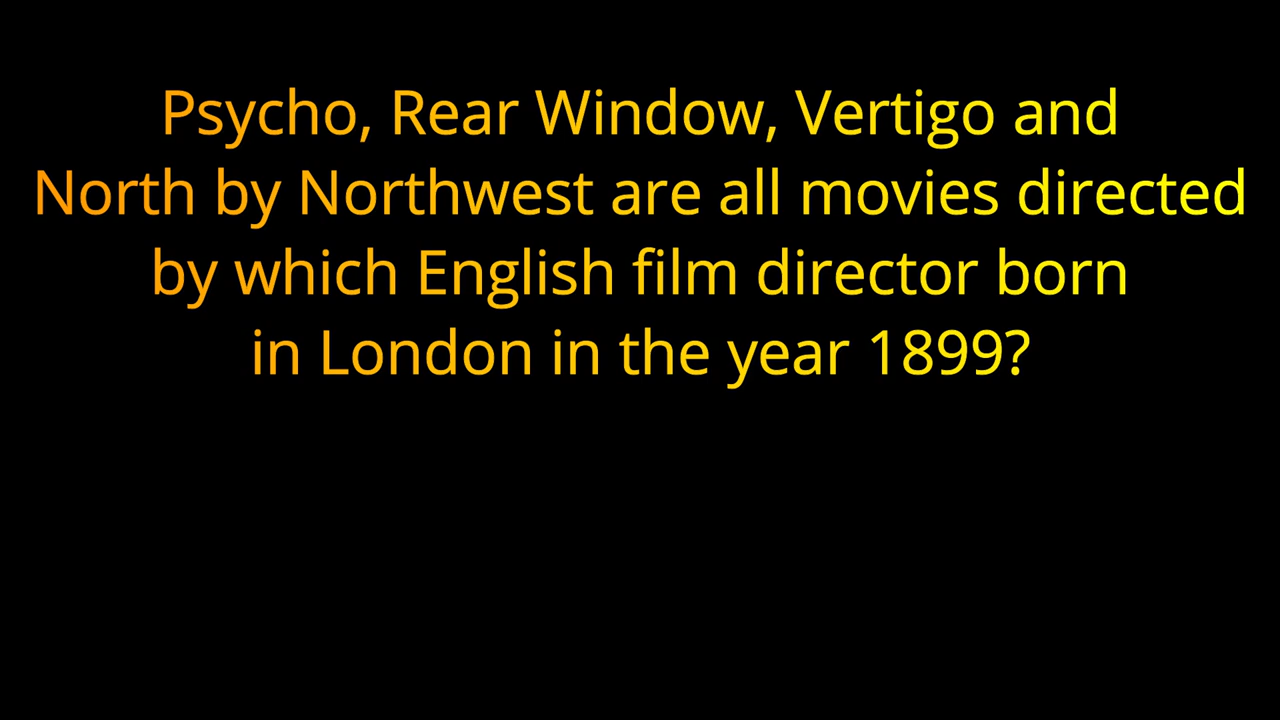 Psycho, Rear Window, Vertigo and
North by Northwest are all movies directed
by which English film director born
in London in the year 1899?